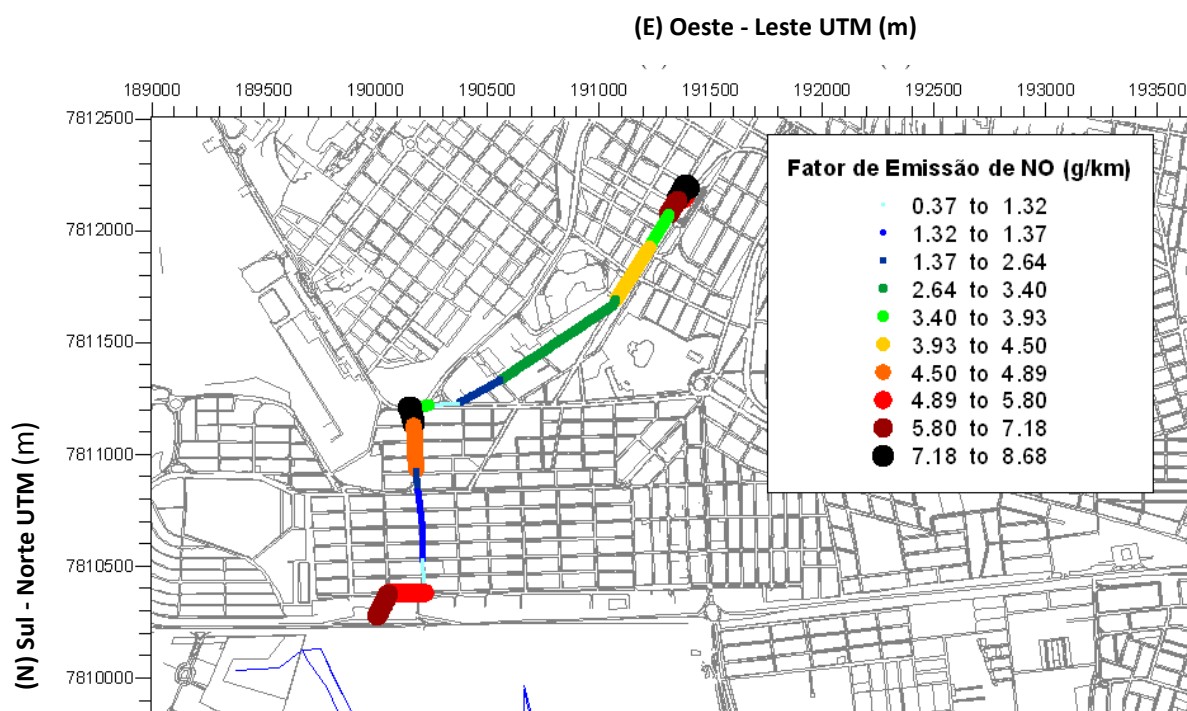 (E) Oeste - Leste UTM (m)
189000 189500 190000 190500 191000 191500 192000 192500 193000 193500
7812500
7812000
7811500
7811000
7810500
7810000
(N) Sul - Norte UTM (m)
Fator de Emissão de NO (g/km)
0.37 to 1.32
1.32 to 1.37
1.37 to 2.64
2.64 to 3.40
3.40 to 3.93
3.93 to 4.50
4.50 to 4.89
4.89 to 5.80
5.80 to 7.18
7.18 to 8.68